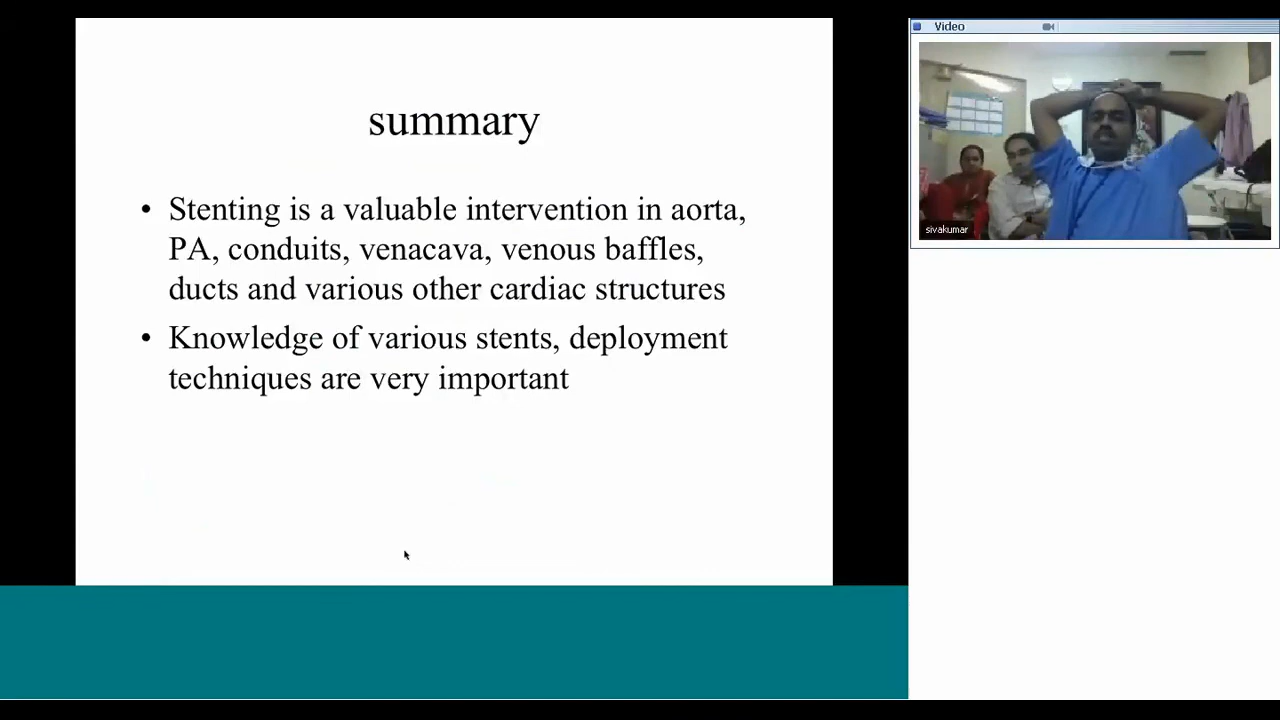 summary
• Stenting is a valuable intervention in aorta,
PA, conduits, venacava, venous baffles,
ducts and various other cardiac structures
• Knowledge of various stents, deployment
techniques are very important
Video
sivakumar